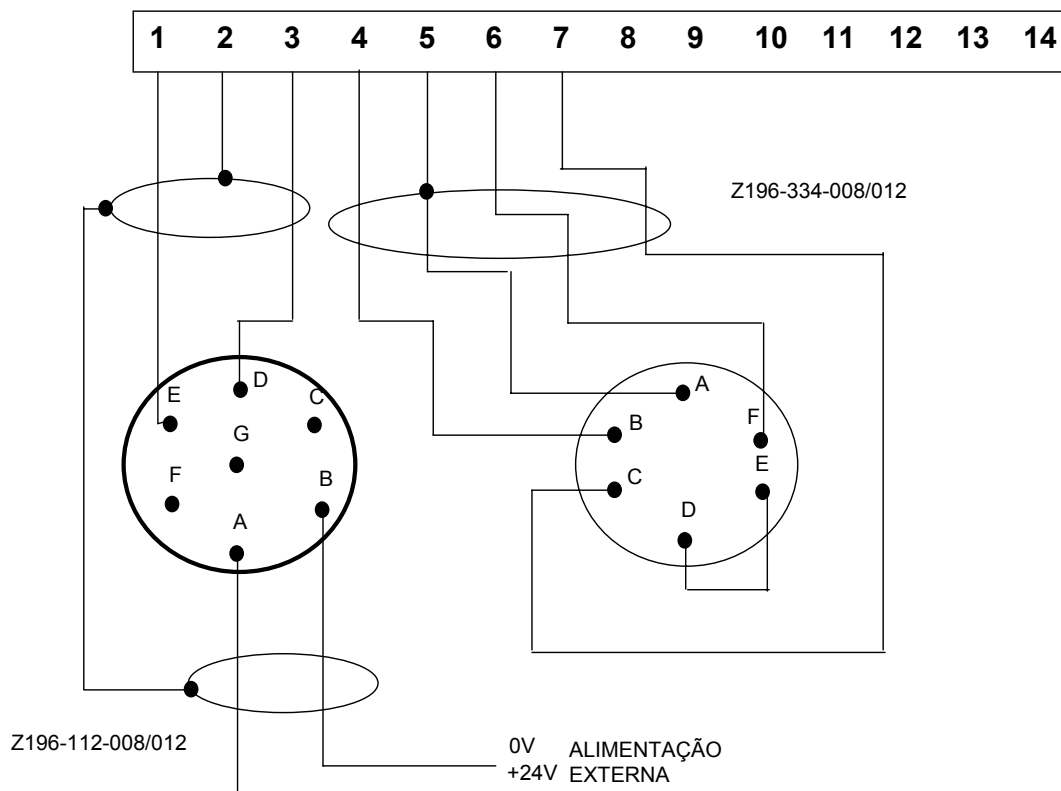 1 2 3 4 5 6 7 8 9 10 11 12 13 14
Z196-334-008/012
E
D
C
G
F
B
A
A
B
F
C
E
D
Z196-112-008/012
0V ALIMENTAÇÃO
+24V EXTERNA